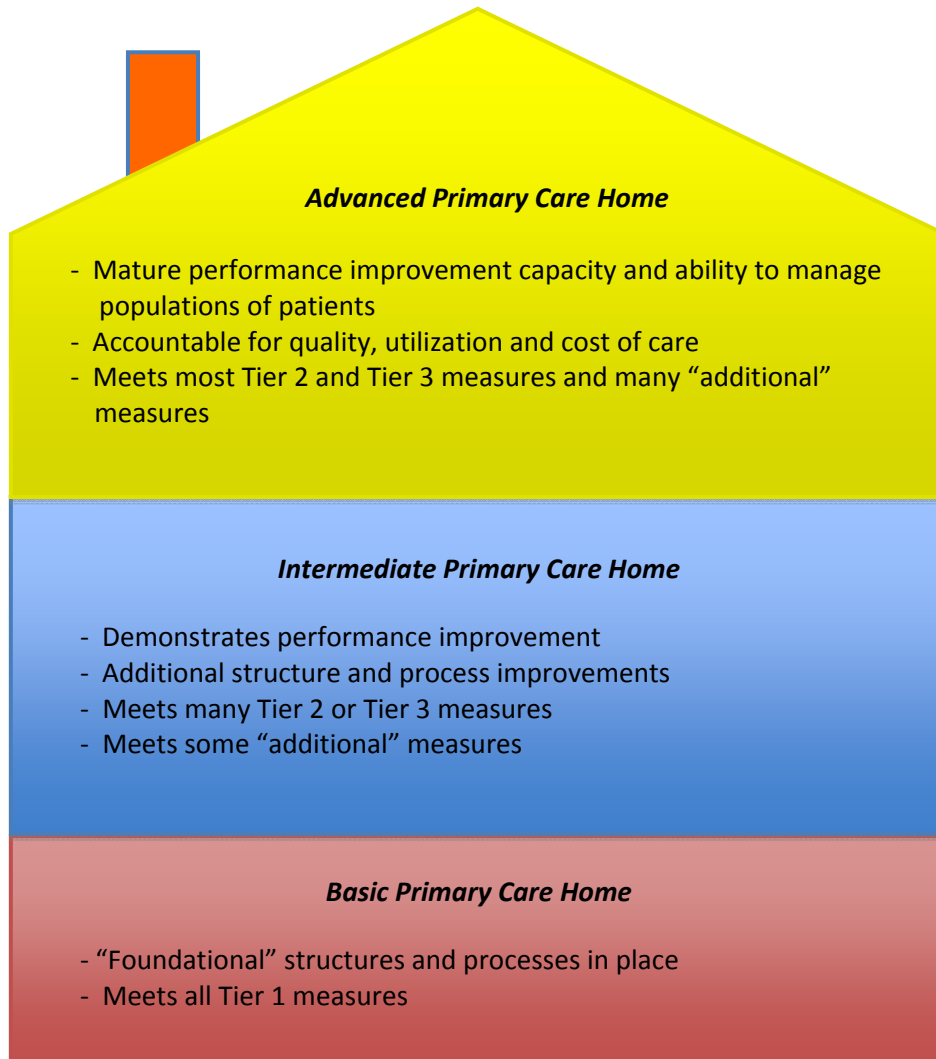 Advanced Primary Care Home
- Mature performance improvement capacity and ability to manage
populations of patients
- Accountable for quality, utilization and cost of care
- Meets most Tier 2 and Tier 3 measures and many “additional”
measures
Intermediate Primary Care Home
- Demonstrates performance improvement
- Additional structure and process improvements
- Meets many Tier 2 or Tier 3 measures
- Meets some “additional” measures
Basic Primary Care Home
- “Foundational” structures and processes in place
- Meets all Tier 1 measures